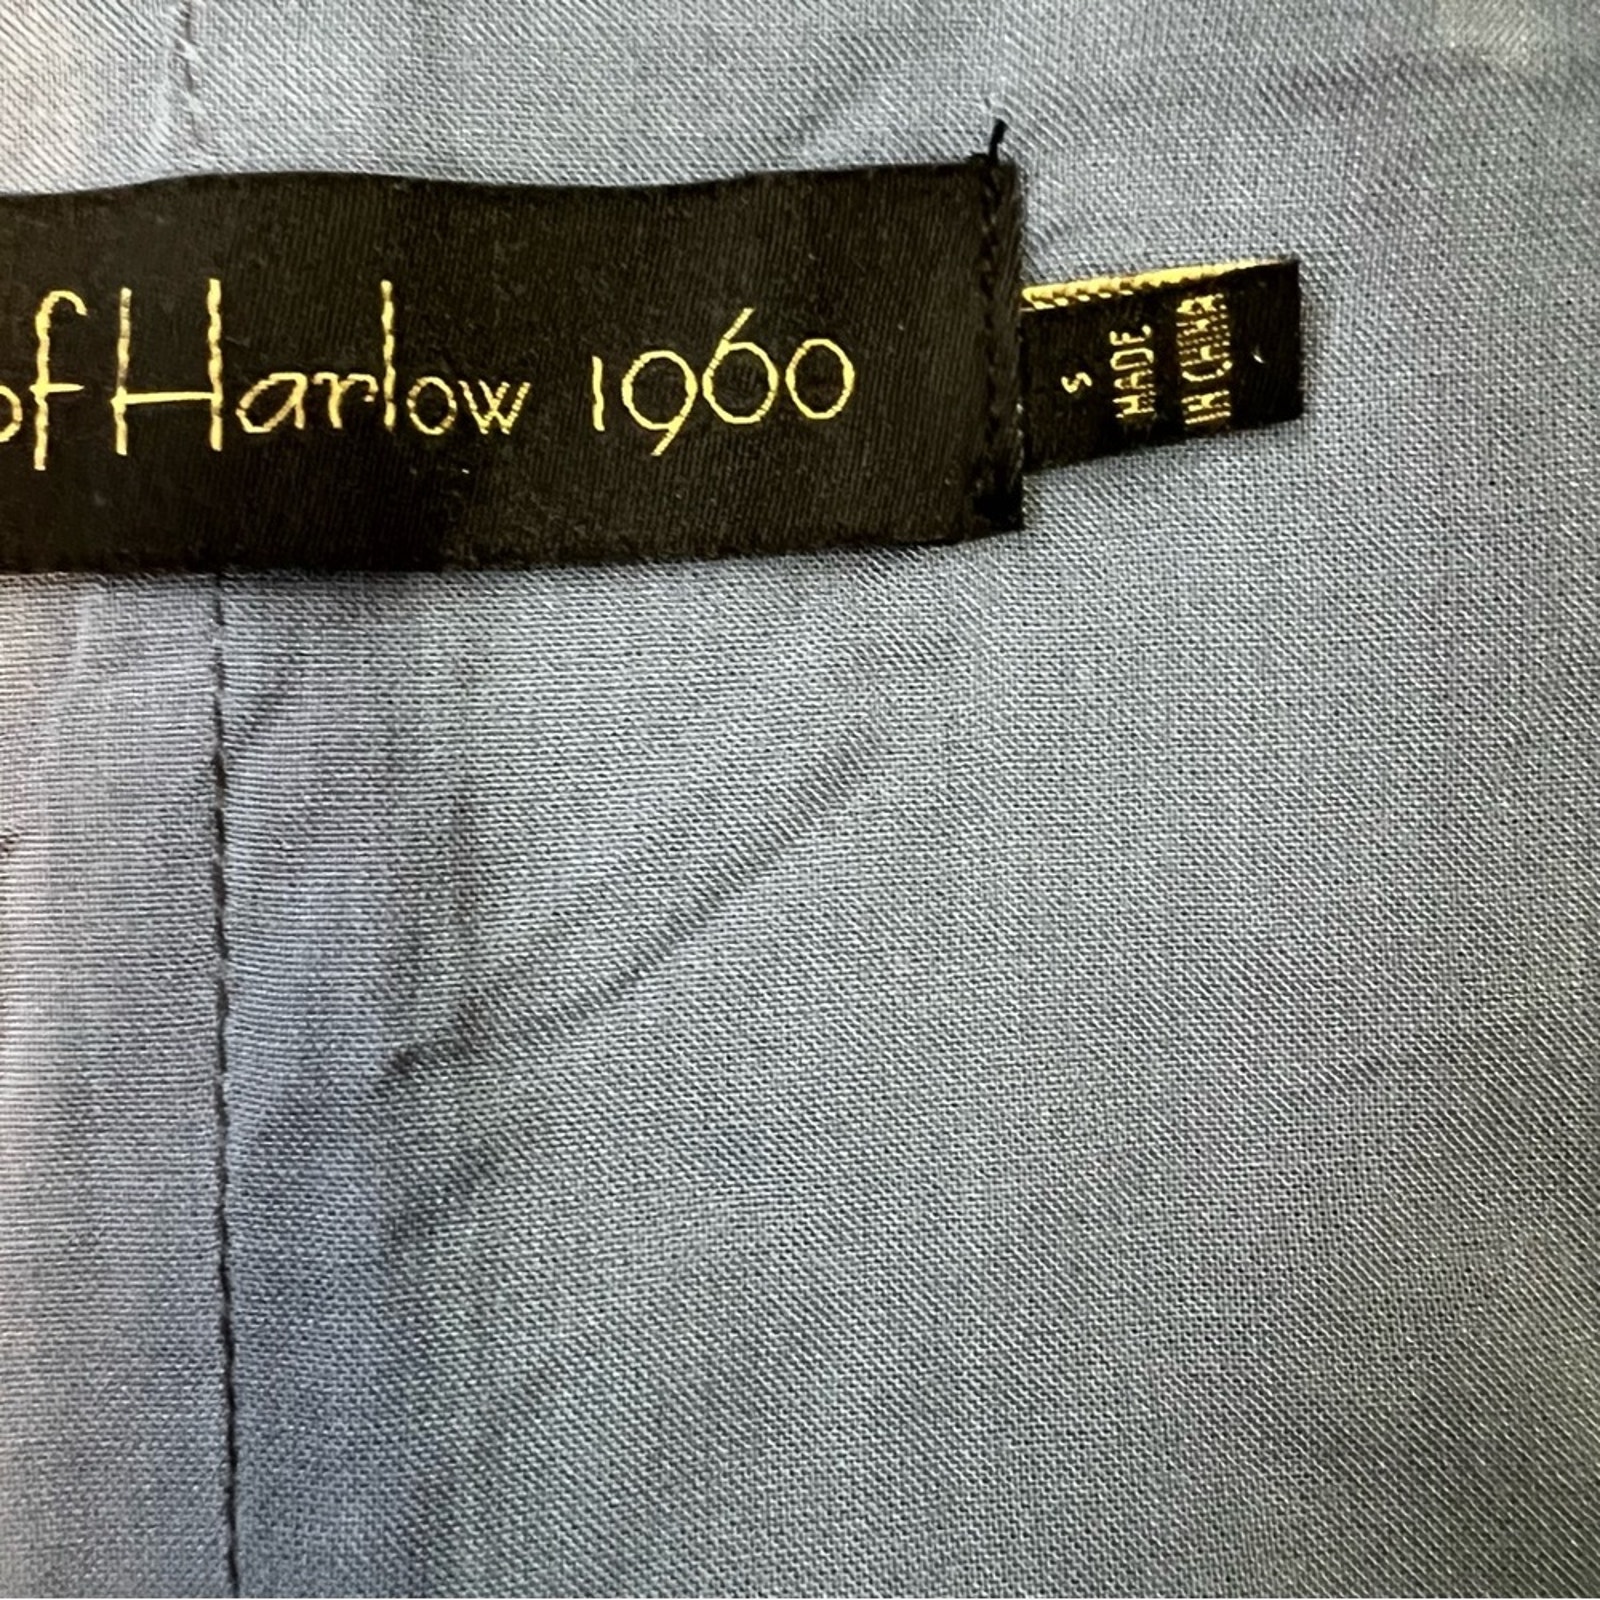 of Harlow 1960
S
MADE
IN CHINA